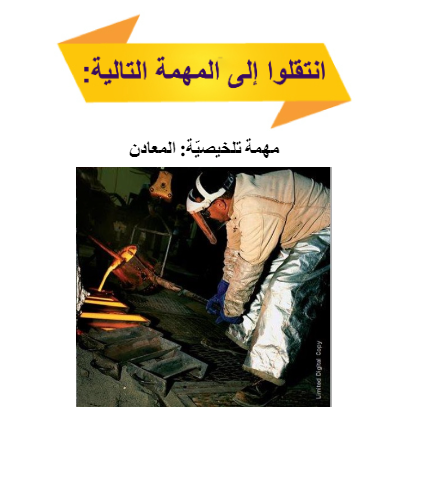 انتقلوا إلى المهمة التالية:
مهمة تلخيصيّة: المعادن
Limited Digital Copy